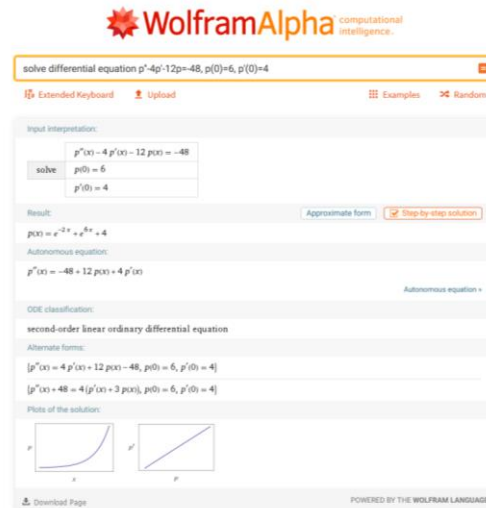 WolframAlpha computational intelligence.
solve differential equation p''-4p'-12p=-48, p(0)=6, p'(0)=4
Extended Keyboard Upload Examples Random
Input interpretation:
solve
p''(x) − 4 p'(x) − 12 p(x) = −48
p(0) = 6
p'(0) = 4
Result:
Approximate form Step-by-step solution
p(x) = e^(−2 x) + e^(6 x) + 4
Autonomous equation:
p''(x) = −48 + 12 p(x) + 4 p'(x)
Autonomous equation »
ODE classification:
second-order linear ordinary differential equation
Alternate forms:
{p''(x) = 4 p'(x) + 12 p(x) − 48, p(0) = 6, p'(0) = 4}
{p''(x) + 48 = 4 (p'(x) + 3 p(x)), p(0) = 6, p'(0) = 4}
Plots of the solution:
p
x
p'
p
Download Page POWERED BY THE WOLFRAM LANGUAGE